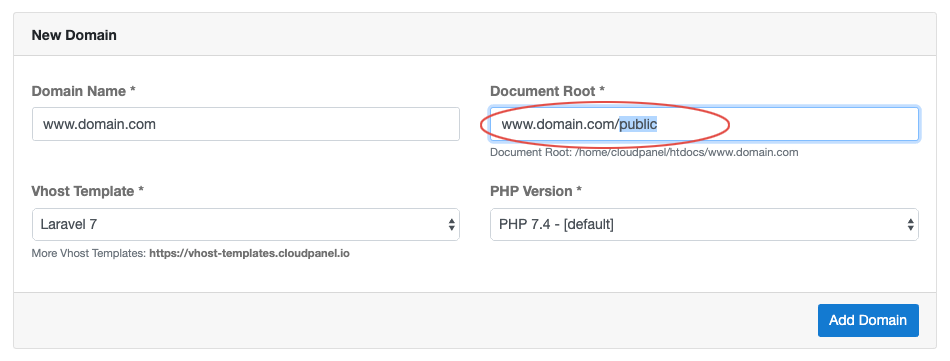 New Domain
Domain Name *
Document Root *
www.domain.com
www.domain.com/public
Document Root: /home/cloudpanel/htdocs/www.domain.com
Vhost Template *
PHP Version *
Laravel 7
PHP 7.4 - [default]
More Vhost Templates: https://vhost-templates.cloudpanel.io
Add Domain